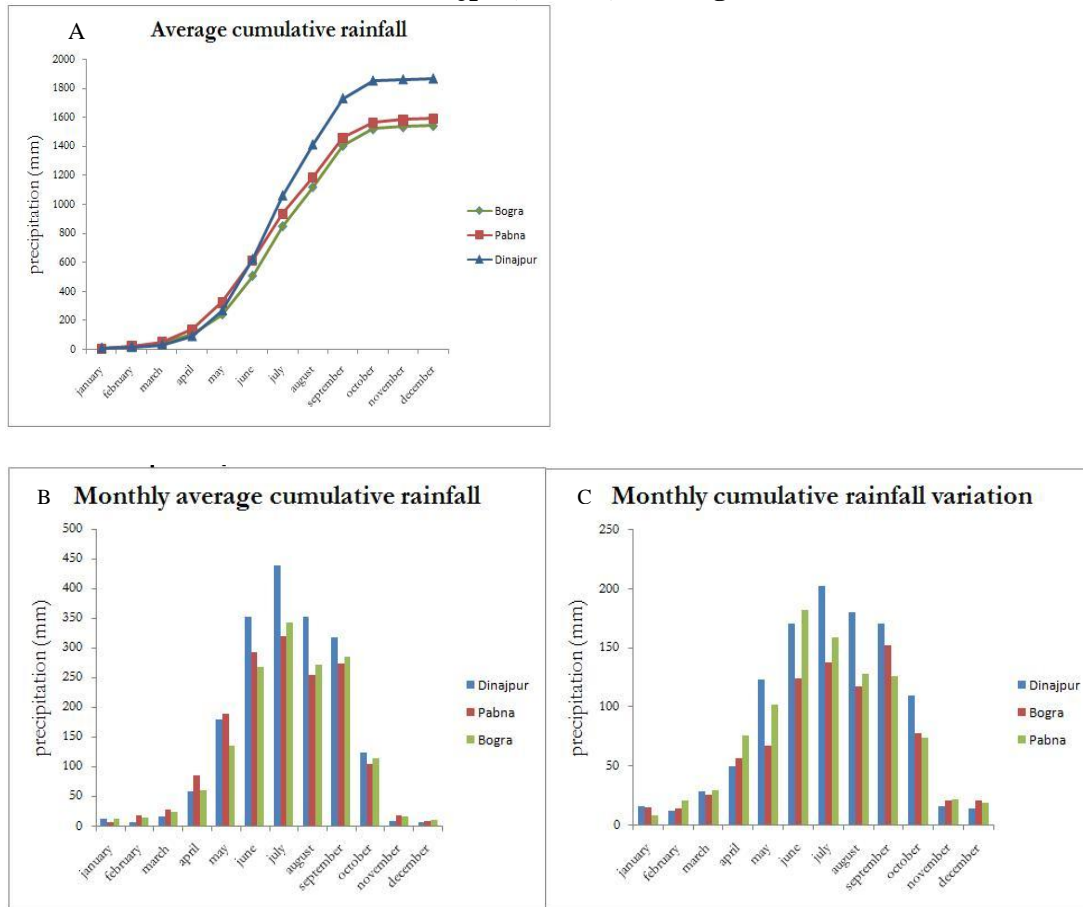 A Average cumulative rainfall
precipitation (mm)
2000
1800
1600
1400
1200
1000
800
600
400
200
0
january february march april may june july august september october november december
Bogra
Pabna
Dinajpur
B Monthly average cumulative rainfall
precipitation (mm)
500
450
400
350
300
250
200
150
100
50
0
january february march april may june july august september october november december
Dinajpur
Pabna
Bogra
C Monthly cumulative rainfall variation
precipitation (mm)
250
200
150
100
50
0
january february march april may june july august september october november december
Dinajpur
Bogra
Pabna